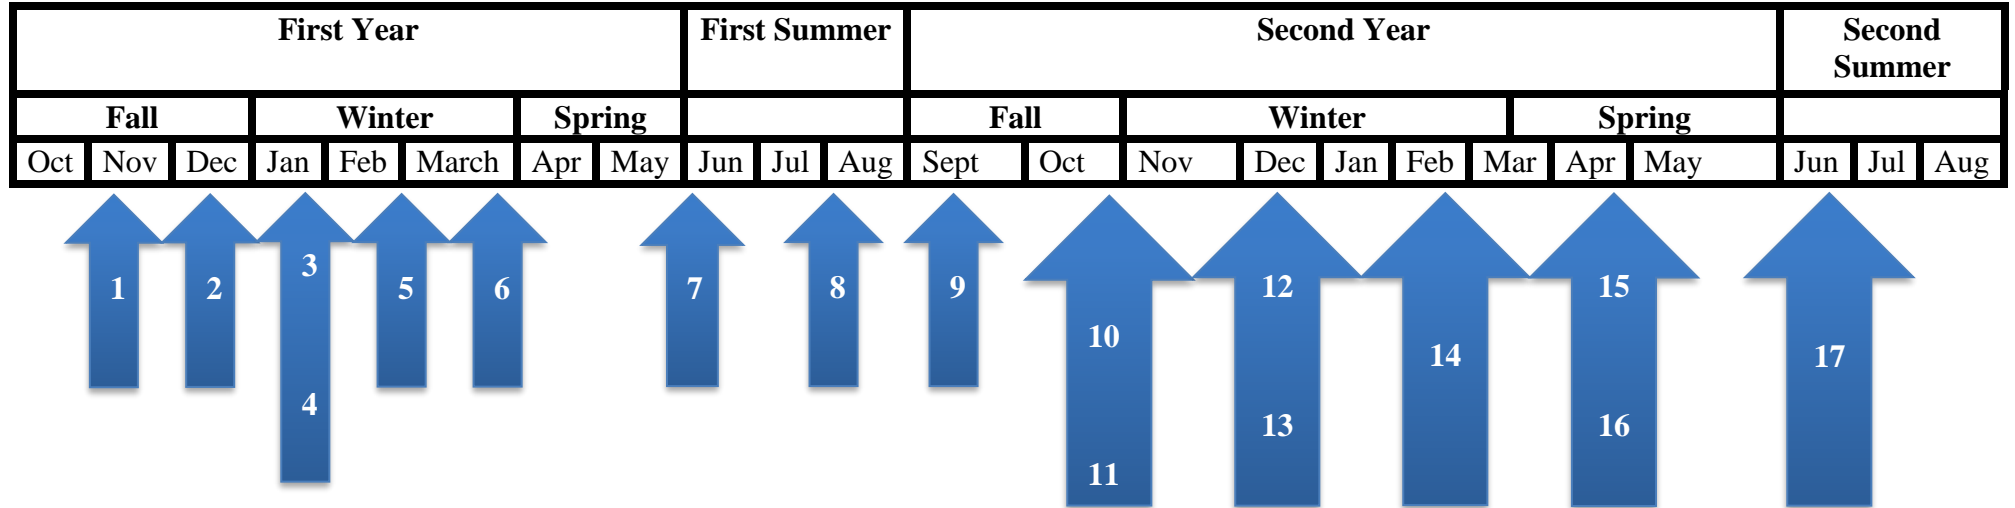 First Year First Summer Second Year Second
Summer
Fall Winter Spring Fall Winter Spring
Oct Nov Dec Jan Feb March Apr May Jun Jul Aug Sept Oct Nov Dec Jan Feb Mar Apr May Jun Jul Aug
3
1 2 5 6 7 8 9 12 15
10
14 17
4
13 16
11